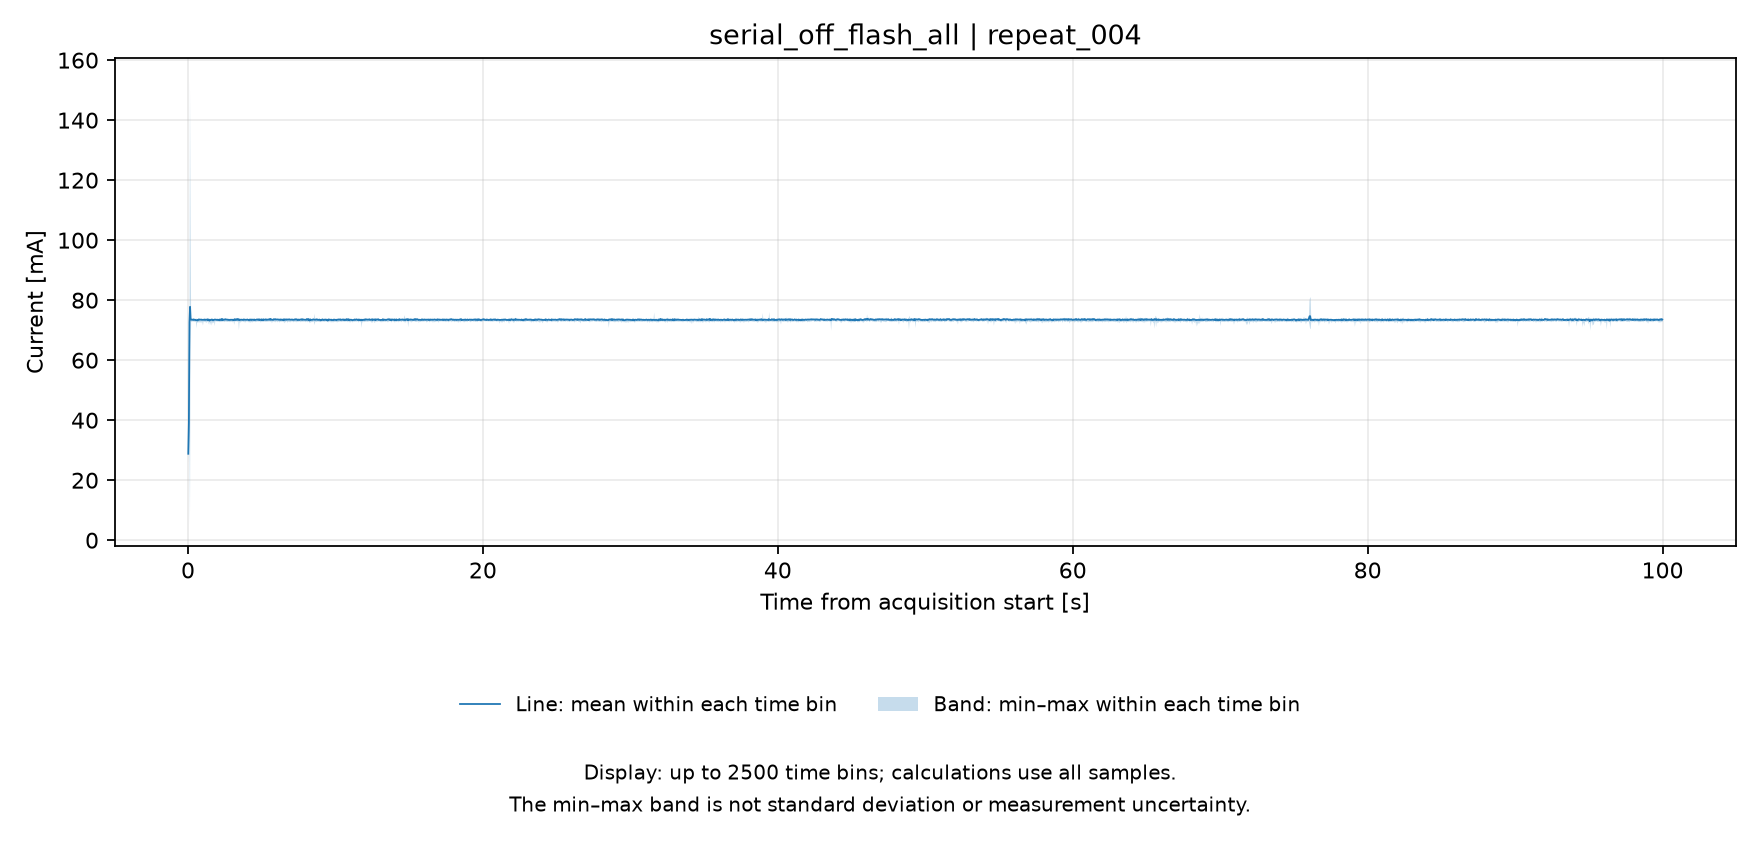 serial_off_flash_all | repeat_004
160
140
120
100
80
60
40
20
0
Current [mA]
0 20 40 60 80 100
Time from acquisition start [s]
Line: mean within each time bin Band: min–max within each time bin
Display: up to 2500 time bins; calculations use all samples.
The min–max band is not standard deviation or measurement uncertainty.